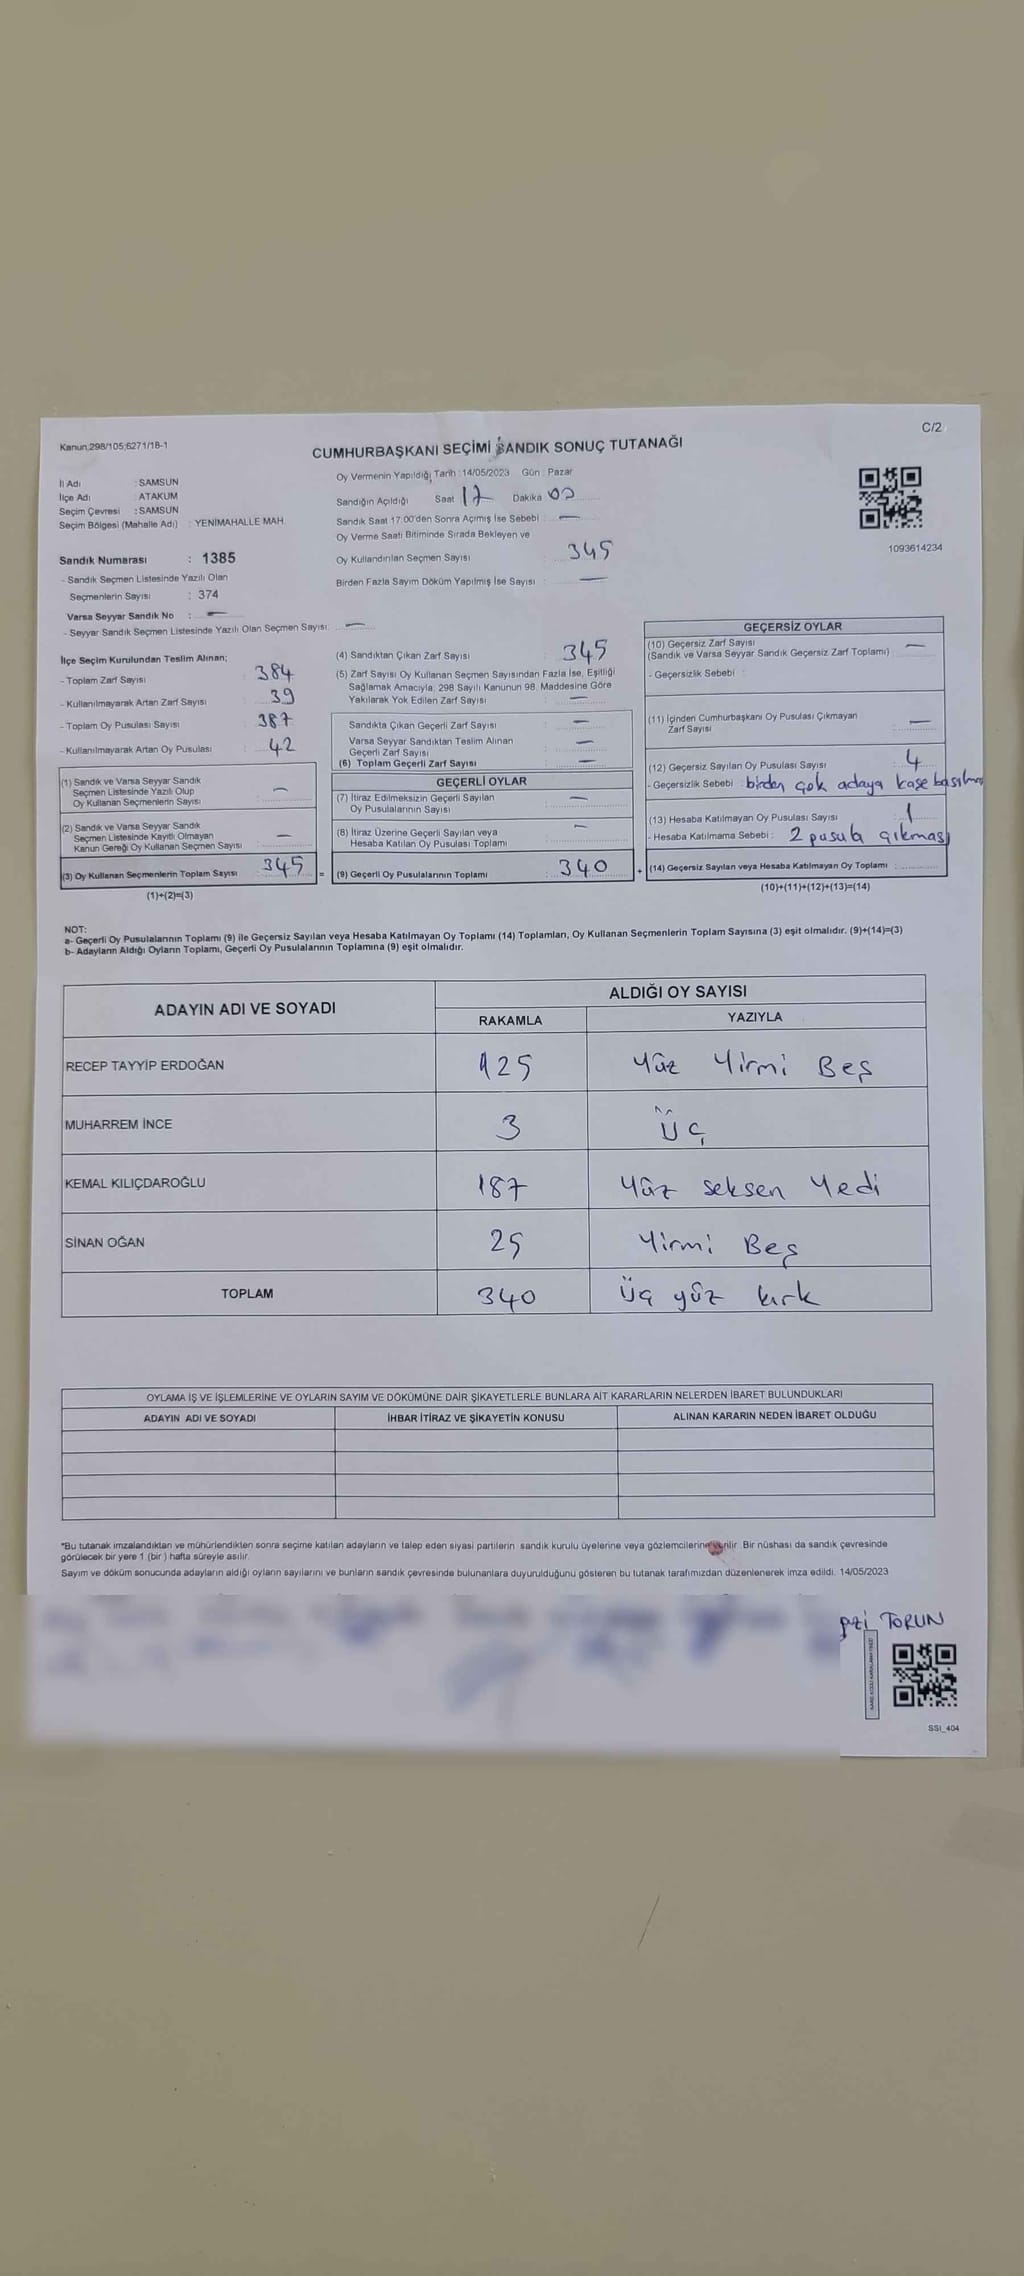 C/2
Kanun:298/105;6271/18-1
CUMHURBAŞKANI SEÇİMİ SANDIK SONUÇ TUTANAĞI
İl Adı : SAMSUN
İlçe Adı : ATAKUM
Seçim Çevresi : SAMSUN
Seçim Bölgesi (Mahalle Adı) : YENİMAHALLE MAH.
Oy Vermenin Yapıldığı Tarih : 14/05/2023 Gün : Pazar
Sandığın Açıldığı Saat 17 Dakika 00
Sandık Saat 17:00'den Sonra Açımış İse Sebebi : —
Oy Verme Saati Bitiminde Sırada Bekleyen ve
Oy Kullandırılan Seçmen Sayısı : 345
Birden Fazla Sayım Döküm Yapılmış İse Sayısı : —
1093614234
Sandık Numarası : 1385
- Sandık Seçmen Listesinde Yazılı Olan
Seçmenlerin Sayısı : 374
Varsa Seyyar Sandık No : —
- Seyyar Sandık Seçmen Listesinde Yazılı Olan Seçmen Sayısı: —
İlçe Seçim Kurulundan Teslim Alınan;
- Toplam Zarf Sayısı : 384
- Kullanılmayarak Artan Zarf Sayısı : 39
- Toplam Oy Pusulası Sayısı : 387
- Kullanılmayarak Artan Oy Pusulası : 42
(1) Sandık ve Varsa Seyyar Sandık
Seçmen Listesinde Yazılı Olup
Oy Kullanan Seçmenlerin Sayısı : —
(2) Sandık ve Varsa Seyyar Sandık
Seçmen Listesinde Kayıtlı Olmayan
Kanun Gereği Oy Kullanan Seçmen Sayısı : —
(3) Oy Kullanan Seçmenlerin Toplam Sayısı : 345 =
(1)+(2)=(3)
(4) Sandıktan Çıkan Zarf Sayısı : 345
(5) Zarf Sayısı Oy Kullanan Seçmen Sayısından Fazla İse, Eşitliği
Sağlamak Amacıyla, 298 Sayılı Kanunun 98. Maddesine Göre
Yakılarak Yok Edilen Zarf Sayısı : —
Sandıkta Çıkan Geçerli Zarf Sayısı : —
Varsa Seyyar Sandıktan Teslim Alınan
Geçerli Zarf Sayısı : —
(6) Toplam Geçerli Zarf Sayısı : —
GEÇERLİ OYLAR
(7) İtiraz Edilmeksizin Geçerli Sayılan
Oy Pusulalarının Sayısı : —
(8) İtiraz Üzerine Geçerli Sayılan veya
Hesaba Katılan Oy Pusulası Toplamı : —
(9) Geçerli Oy Pusulalarının Toplamı : 340 +
GEÇERSİZ OYLAR
(10) Geçersiz Zarf Sayısı
(Sandık ve Varsa Seyyar Sandık Geçersiz Zarf Toplamı) : —
- Geçersizlik Sebebi :
(11) İçinden Cumhurbaşkanı Oy Pusulası Çıkmayan
Zarf Sayısı : —
(12) Geçersiz Sayılan Oy Pusulası Sayısı : 4
- Geçersizlik Sebebi : birden çok adaya kaşe basılma
(13) Hesaba Katılmayan Oy Pusulası Sayısı : 1
- Hesaba Katılmama Sebebi : 2 pusula çıkması
(14) Geçersiz Sayılan veya Hesaba Katılmayan Oy Toplamı :
(10)+(11)+(12)+(13)=(14)
NOT:
a- Geçerli Oy Pusulalarının Toplamı (9) ile Geçersiz Sayılan veya Hesaba Katılmayan Oy Toplamı (14) Toplamları, Oy Kullanan Seçmenlerin Toplam Sayısına (3) eşit olmalıdır. (9)+(14)=(3)
b- Adayların Aldığı Oyların Toplamı, Geçerli Oy Pusulalarının Toplamına (9) eşit olmalıdır.
ADAYIN ADI VE SOYADI ALDIĞI OY SAYISI
RAKAMLA YAZIYLA
RECEP TAYYİP ERDOĞAN 125 Yüz Yirmi Beş
MUHARREM İNCE 3 Üç
KEMAL KILIÇDAROĞLU 187 Yüz seksen Yedi
SİNAN OĞAN 25 Yirmi Beş
TOPLAM 340 Üç yüz kırk
OYLAMA İŞ VE İŞLEMLERİNE VE OYLARIN SAYIM VE DÖKÜMÜNE DAİR ŞİKAYETLERLE BUNLARA AİT KARARLARIN NELERDEN İBARET BULUNDUKLARI
ADAYIN ADI VE SOYADI İHBAR İTİRAZ VE ŞİKAYETİN KONUSU ALINAN KARARIN NEDEN İBARET OLDUĞU
*Bu tutanak imzalandıktan ve mühürlendikten sonra seçime katılan adayların ve talep eden siyasi partilerin sandık kurulu üyelerine veya gözlemcilerine verilir. Bir nüshası da sandık çevresinde
görülecek bir yere 1 (bir ) hafta süreyle asılır.
Sayım ve döküm sonucunda adayların aldığı oyların sayılarını ve bunların sandık çevresinde bulunanlara duyurulduğunu gösteren bu tutanak tarafımızdan düzenlenerek imza edildi. 14/05/2023
TORUN
SSI_404